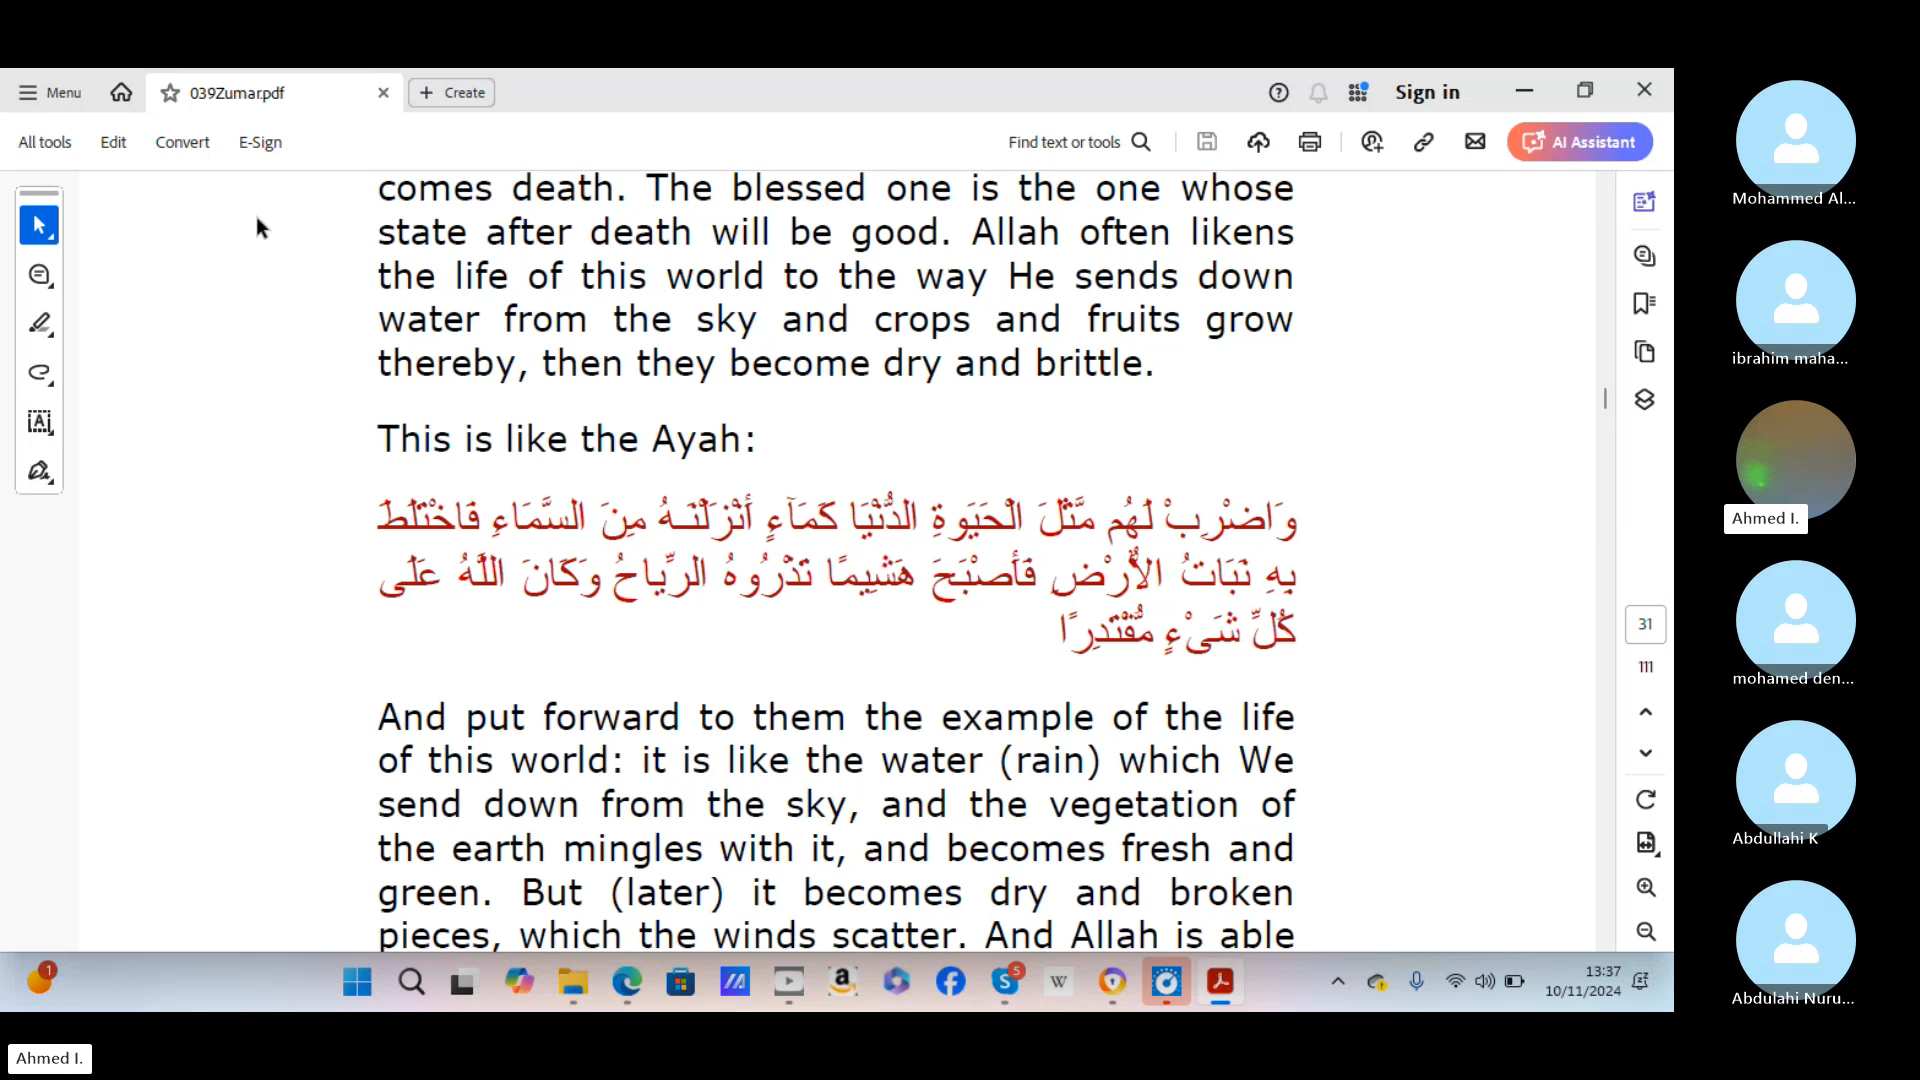 Menu
039Zumar.pdf
Create
Sign in
All tools
Edit
Convert
E-Sign
Find text or tools
AI Assistant
comes death. The blessed one is the one whose
state after death will be good. Allah often likens
the life of this world to the way He sends down
water from the sky and crops and fruits grow
thereby, then they become dry and brittle.
This is like the Ayah:
وَاضْرِبْ لَهُم مَّثَلَ الْحَيَوةِ الدُّنْيَا كَمَآءٍ أَنْزَلْنَـهُ مِنَ السَّمَاءِ فَاخْتَلَطَ
بِهِ نَبَاتُ الاٌّرْضِ فَأَصْبَحَ هَشِيمًا تَذْرُوهُ الرِّياحُ وَكَانَ اللَّهُ عَلَى
كُلِّ شَىْءٍ مُّقْتَدِرًا
And put forward to them the example of the life
of this world: it is like the water (rain) which We
send down from the sky, and the vegetation of
the earth mingles with it, and becomes fresh and
green. But (later) it becomes dry and broken
pieces, which the winds scatter. And Allah is able
31
111
1
5
13:37
10/11/2024
Mohammed Al...
ibrahim maha...
Ahmed I.
mohamed den...
Abdullahi K
Abdulahi Nuru...
Ahmed I.